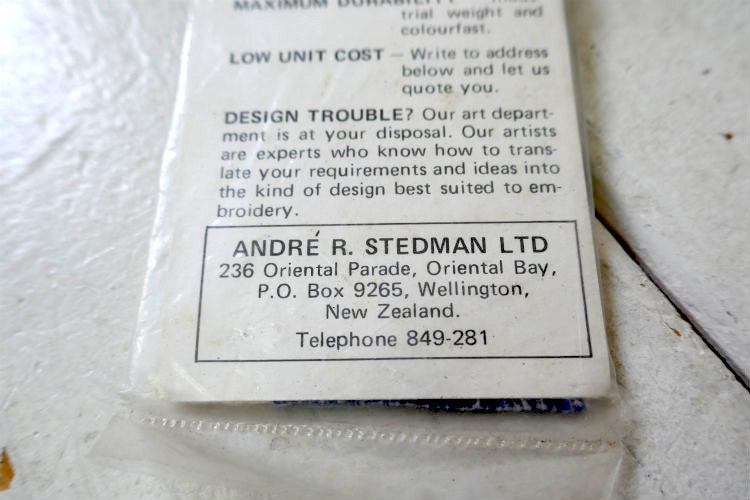 MAXIMUM DURABILITY
trial weight and
colourfast.
LOW UNIT COST — Write to address
below and let us
quote you.
DESIGN TROUBLE? Our art depart-
ment is at your disposal. Our artists
are experts who know how to trans-
late your requirements and ideas into
the kind of design best suited to em-
broidery.
ANDRÉ R. STEDMAN LTD
236 Oriental Parade, Oriental Bay,
P.O. Box 9265, Wellington,
New Zealand.
Telephone 849-281